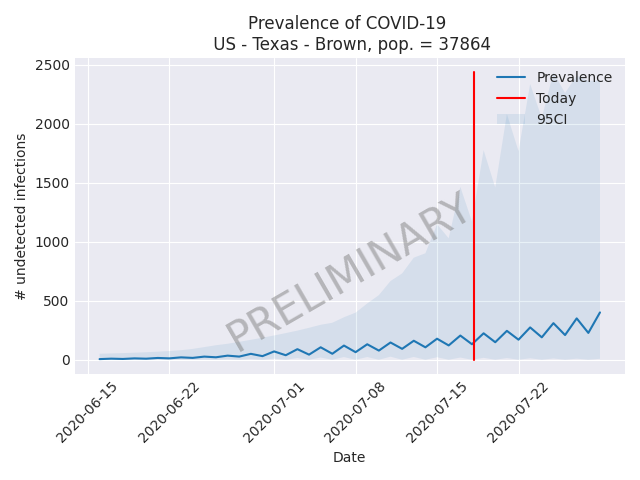 Prevalence of COVID-19
US - Texas - Brown, pop. = 37864
2500
2000
1500
1000
500
0
# undetected infections
Prevalence
Today
95CI
PRELIMINARY
2020-06-15
2020-06-22
2020-07-01
2020-07-08
2020-07-15
2020-07-22
Date